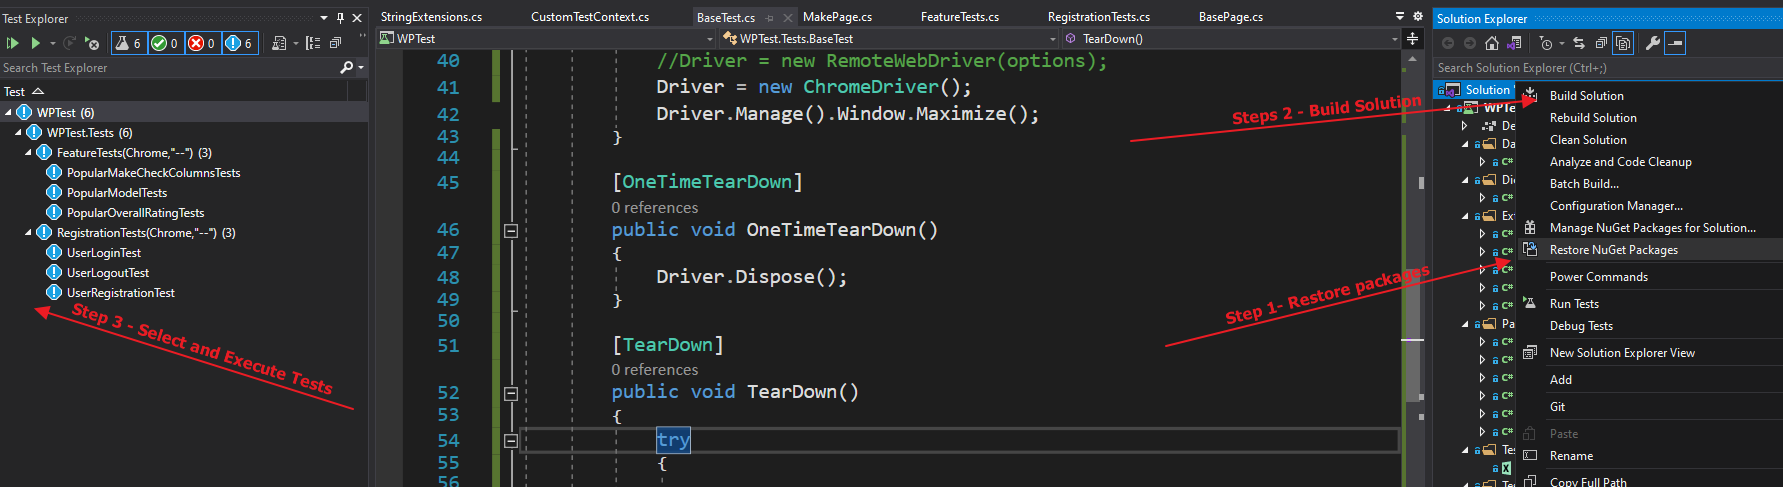 Test Explorer
6 0 0 6
Search Test Explorer
Test
WPTest (6)
WPTest.Tests (6)
FeatureTests(Chrome,"--") (3)
PopularMakeCheckColumnsTests
PopularModelTests
PopularOverallRatingTests
RegistrationTests(Chrome,"--") (3)
UserLoginTest
UserLogoutTest
UserRegistrationTest
Step 3 - Select and Execute Tests
StringExtensions.cs CustomTestContext.cs BaseTest.cs MakePage.cs FeatureTests.cs RegistrationTests.cs BasePage.cs
WPTest WPTest.Tests.BaseTest TearDown()
40 //Driver = new RemoteWebDriver(options);
41 Driver = new ChromeDriver();
42 Driver.Manage().Window.Maximize();
43 }
44
45 [OneTimeTearDown]
0 references
46 public void OneTimeTearDown()
47 {
48 Driver.Dispose();
49 }
50
51 [TearDown]
0 references
52 public void TearDown()
53 {
54 try
55 {
56
Steps 2 - Build Solution
Step 1- Restore packages
Solution Explorer
Search Solution Explorer (Ctrl+;)
Solution
WPTe
De
Da
C#
Di
C#
Ext
C#
C#
C#
Pa
C#
C#
C#
C#
Tes
Build Solution
Rebuild Solution
Clean Solution
Analyze and Code Cleanup
Batch Build...
Configuration Manager...
Manage NuGet Packages for Solution...
Restore NuGet Packages
Power Commands
Run Tests
Debug Tests
New Solution Explorer View
Add
Git
Paste
Rename
Copy Full Path